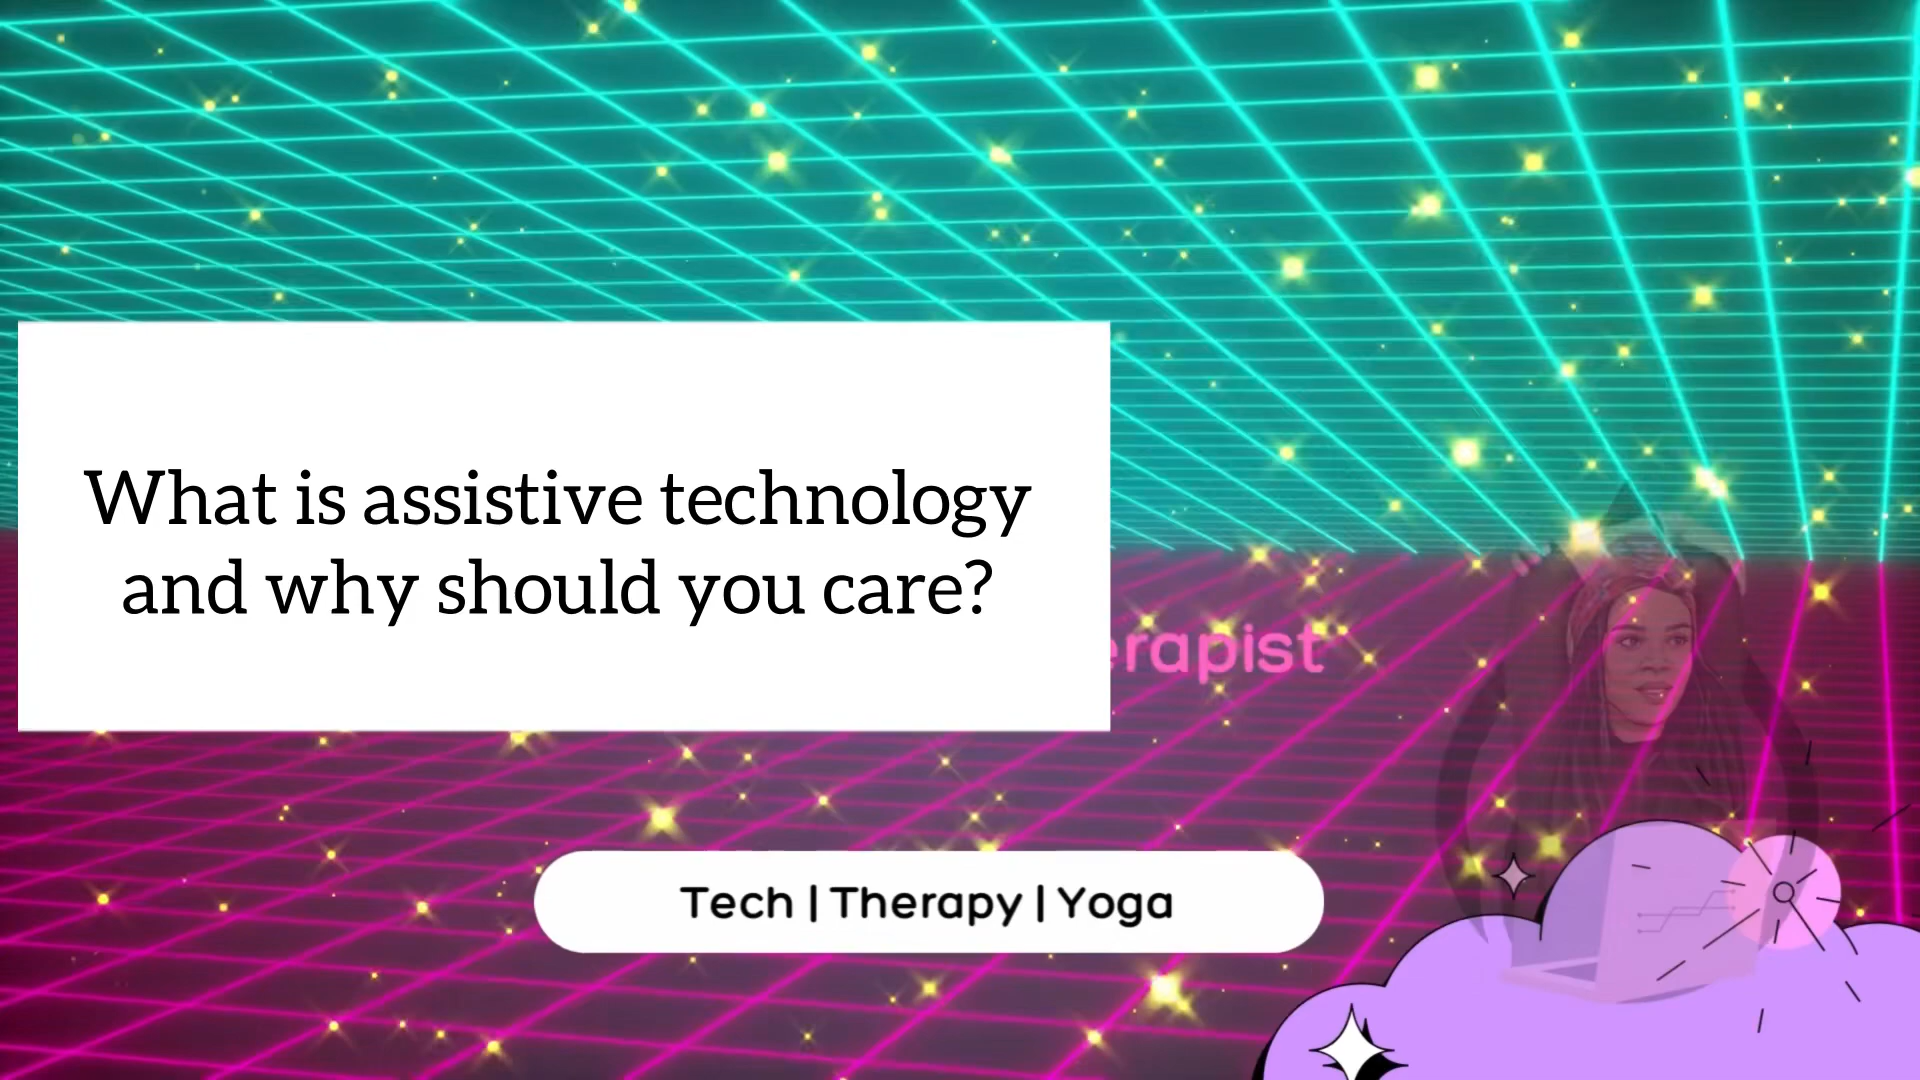 What is assistive technology
and why should you care?
erapist
Tech | Therapy | Yoga